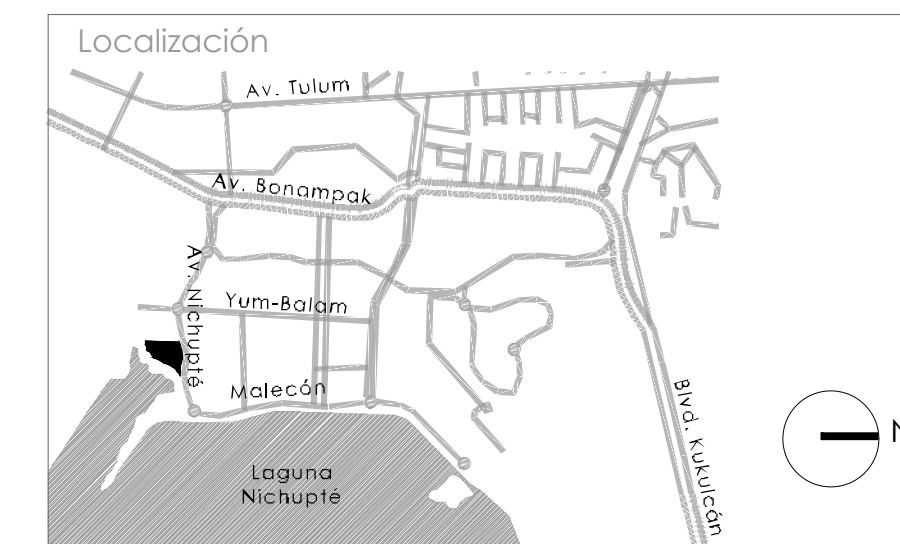 Localización
Av. Tulum
Av. Bonampak
Av. Nichupté
Yum-Balam
Malecón
Blvd. Kukulcán
N
Laguna
Nichupté